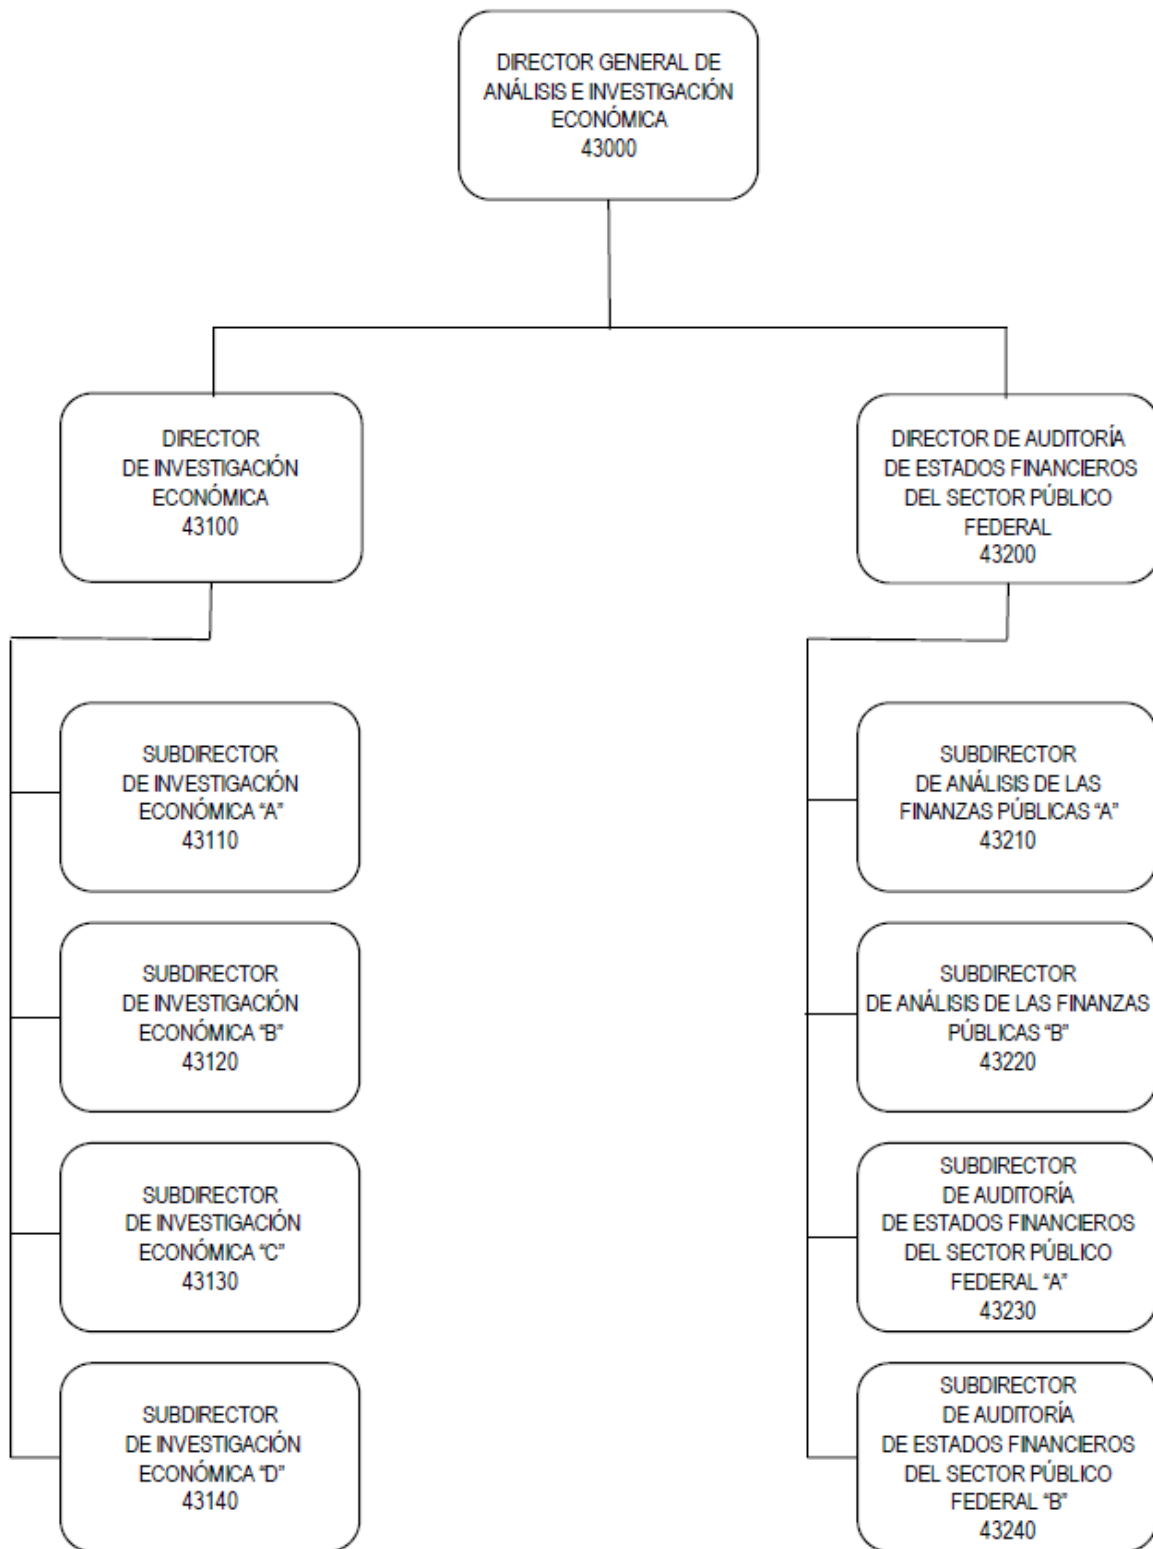 DIRECTOR GENERAL DE
ANÁLISIS E INVESTIGACIÓN
ECONÓMICA
43000
DIRECTOR
DE INVESTIGACIÓN
ECONÓMICA
43100
DIRECTOR DE AUDITORÍA
DE ESTADOS FINANCIEROS
DEL SECTOR PÚBLICO
FEDERAL
43200
SUBDIRECTOR
DE INVESTIGACIÓN
ECONÓMICA “A”
43110
SUBDIRECTOR
DE INVESTIGACIÓN
ECONÓMICA “B”
43120
SUBDIRECTOR
DE INVESTIGACIÓN
ECONÓMICA “C”
43130
SUBDIRECTOR
DE INVESTIGACIÓN
ECONÓMICA “D”
43140
SUBDIRECTOR
DE ANÁLISIS DE LAS
FINANZAS PÚBLICAS “A”
43210
SUBDIRECTOR
DE ANÁLISIS DE LAS FINANZAS
PÚBLICAS “B”
43220
SUBDIRECTOR
DE AUDITORÍA
DE ESTADOS FINANCIEROS
DEL SECTOR PÚBLICO
FEDERAL “A”
43230
SUBDIRECTOR
DE AUDITORÍA
DE ESTADOS FINANCIEROS
DEL SECTOR PÚBLICO
FEDERAL “B”
43240